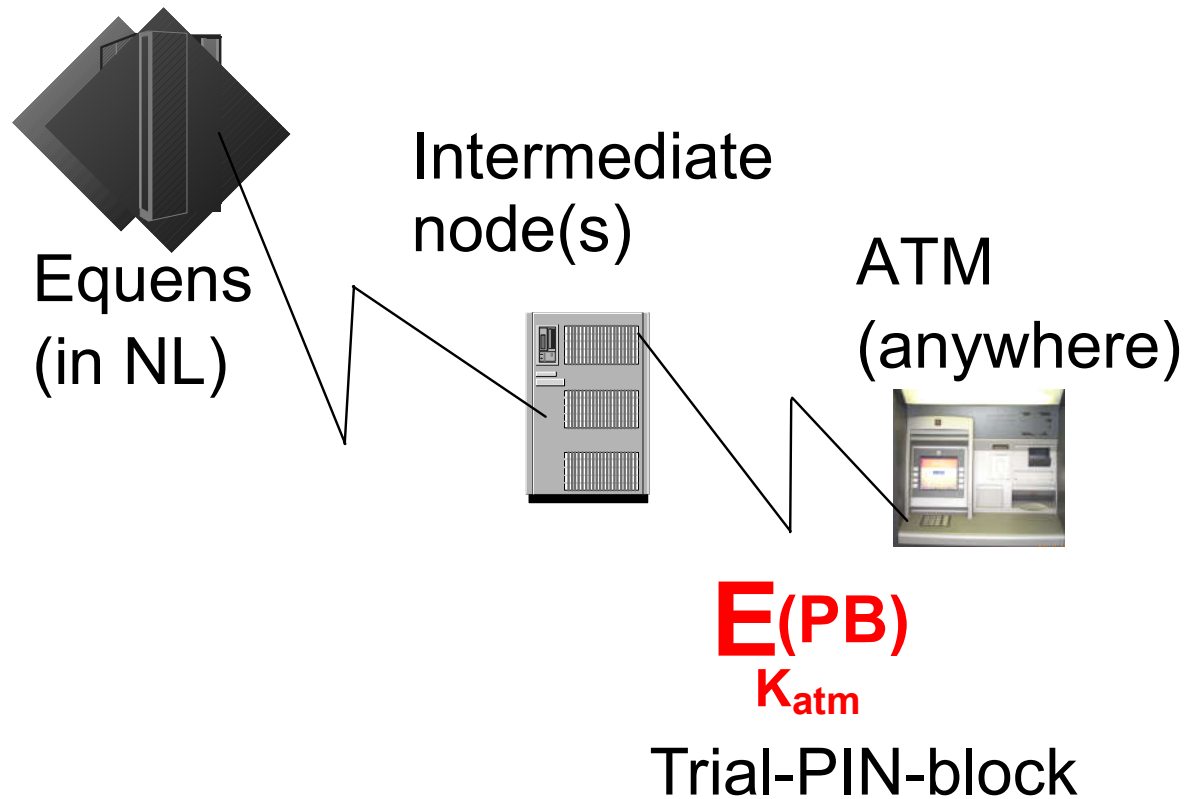 Equens
(in NL)
Intermediate
node(s)
ATM
(anywhere)
E(PB)
Katm
Trial-PIN-block